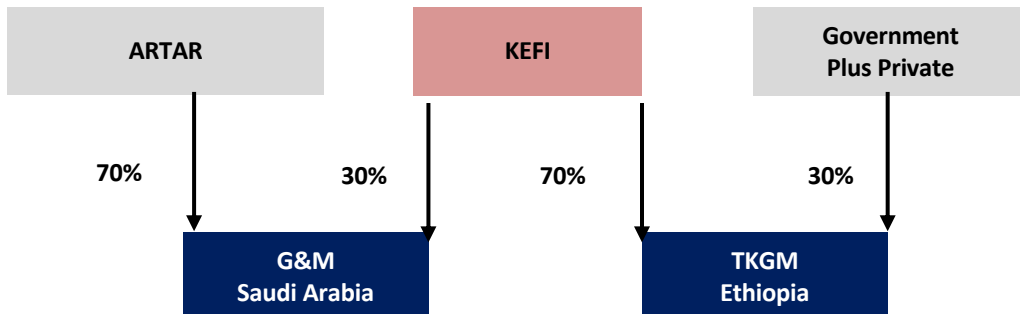 ARTAR
KEFI
Government
Plus Private
70%
30%
70%
30%
G&M
Saudi Arabia
TKGM
Ethiopia